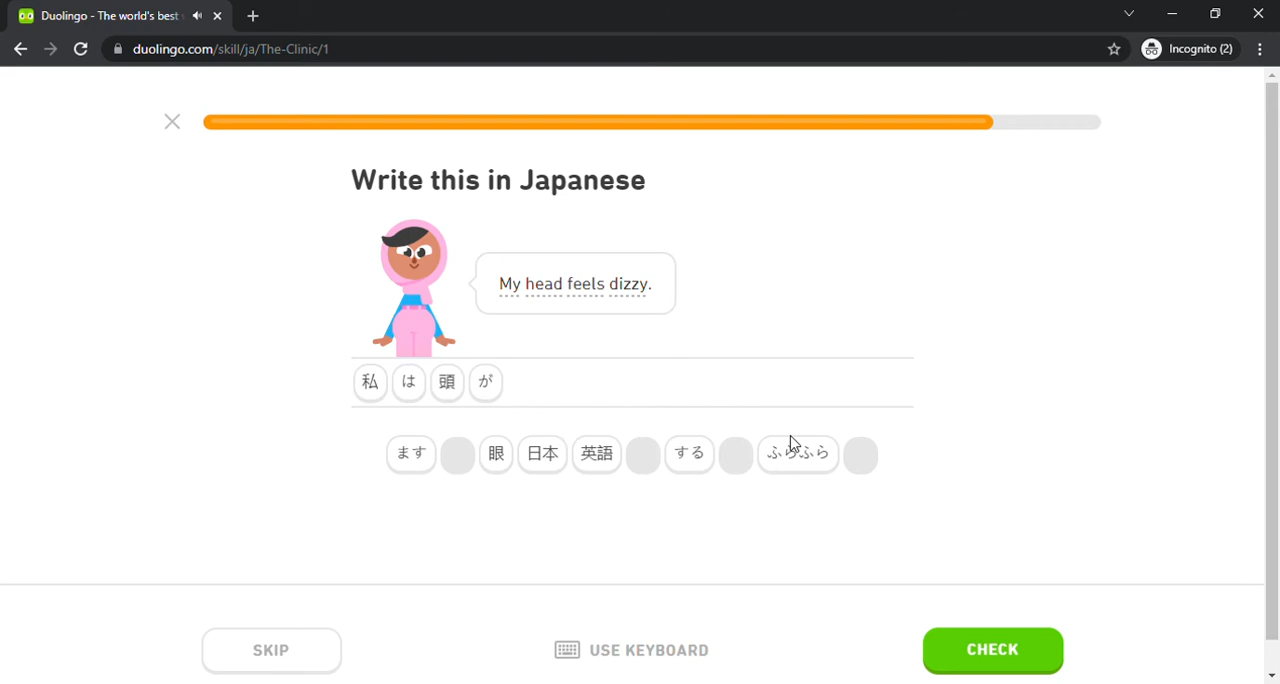 Duolingo - The world's best
duolingo.com/skill/ja/The-Clinic/1
Incognito (2)
Write this in Japanese
My head feels dizzy.
私 は 頭 が
ます 眼 日本 英語 する ふらふら
SKIP
USE KEYBOARD
CHECK